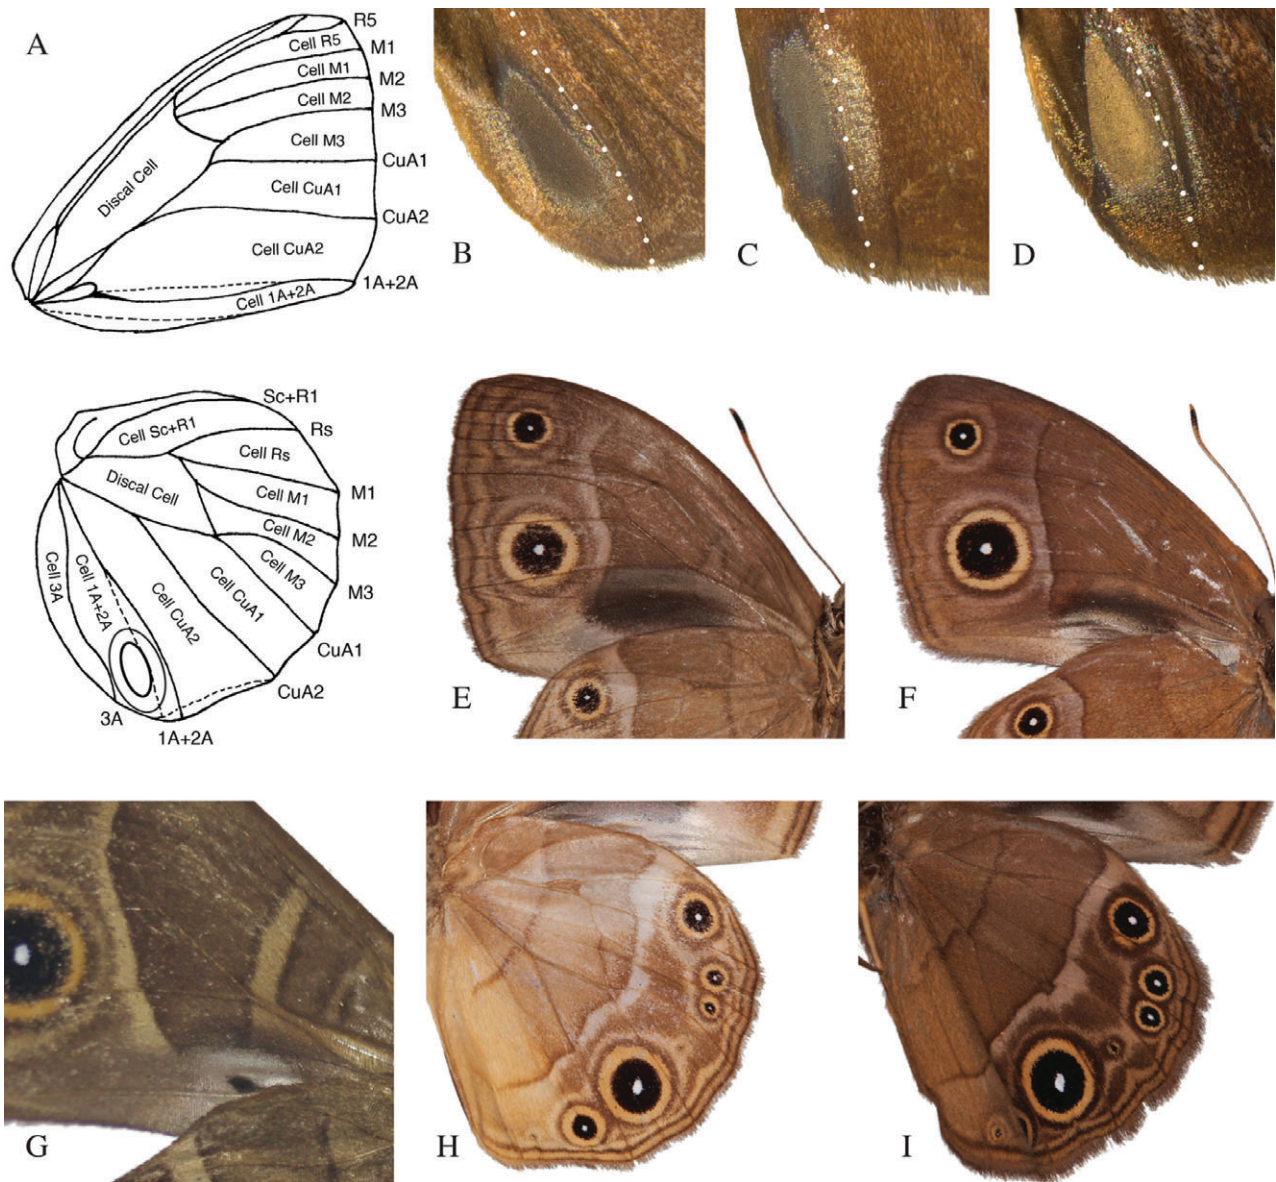 A
R5
Cell R5
M1
Cell M1
M2
Cell M2
M3
Cell M3
CuA1
Cell CuA1
CuA2
Cell CuA2
1A+2A
Cell 1A+2A
Discal Cell
B
C
D
Sc+R1
Cell Sc+R1
Rs
Cell Rs
Discal Cell
M1
Cell M1
M2
Cell M2
M3
Cell M3
CuA1
Cell CuA1
CuA2
Cell CuA2
Cell 1A+2A
Cell 3A
3A
1A+2A
E
F
G
H
I